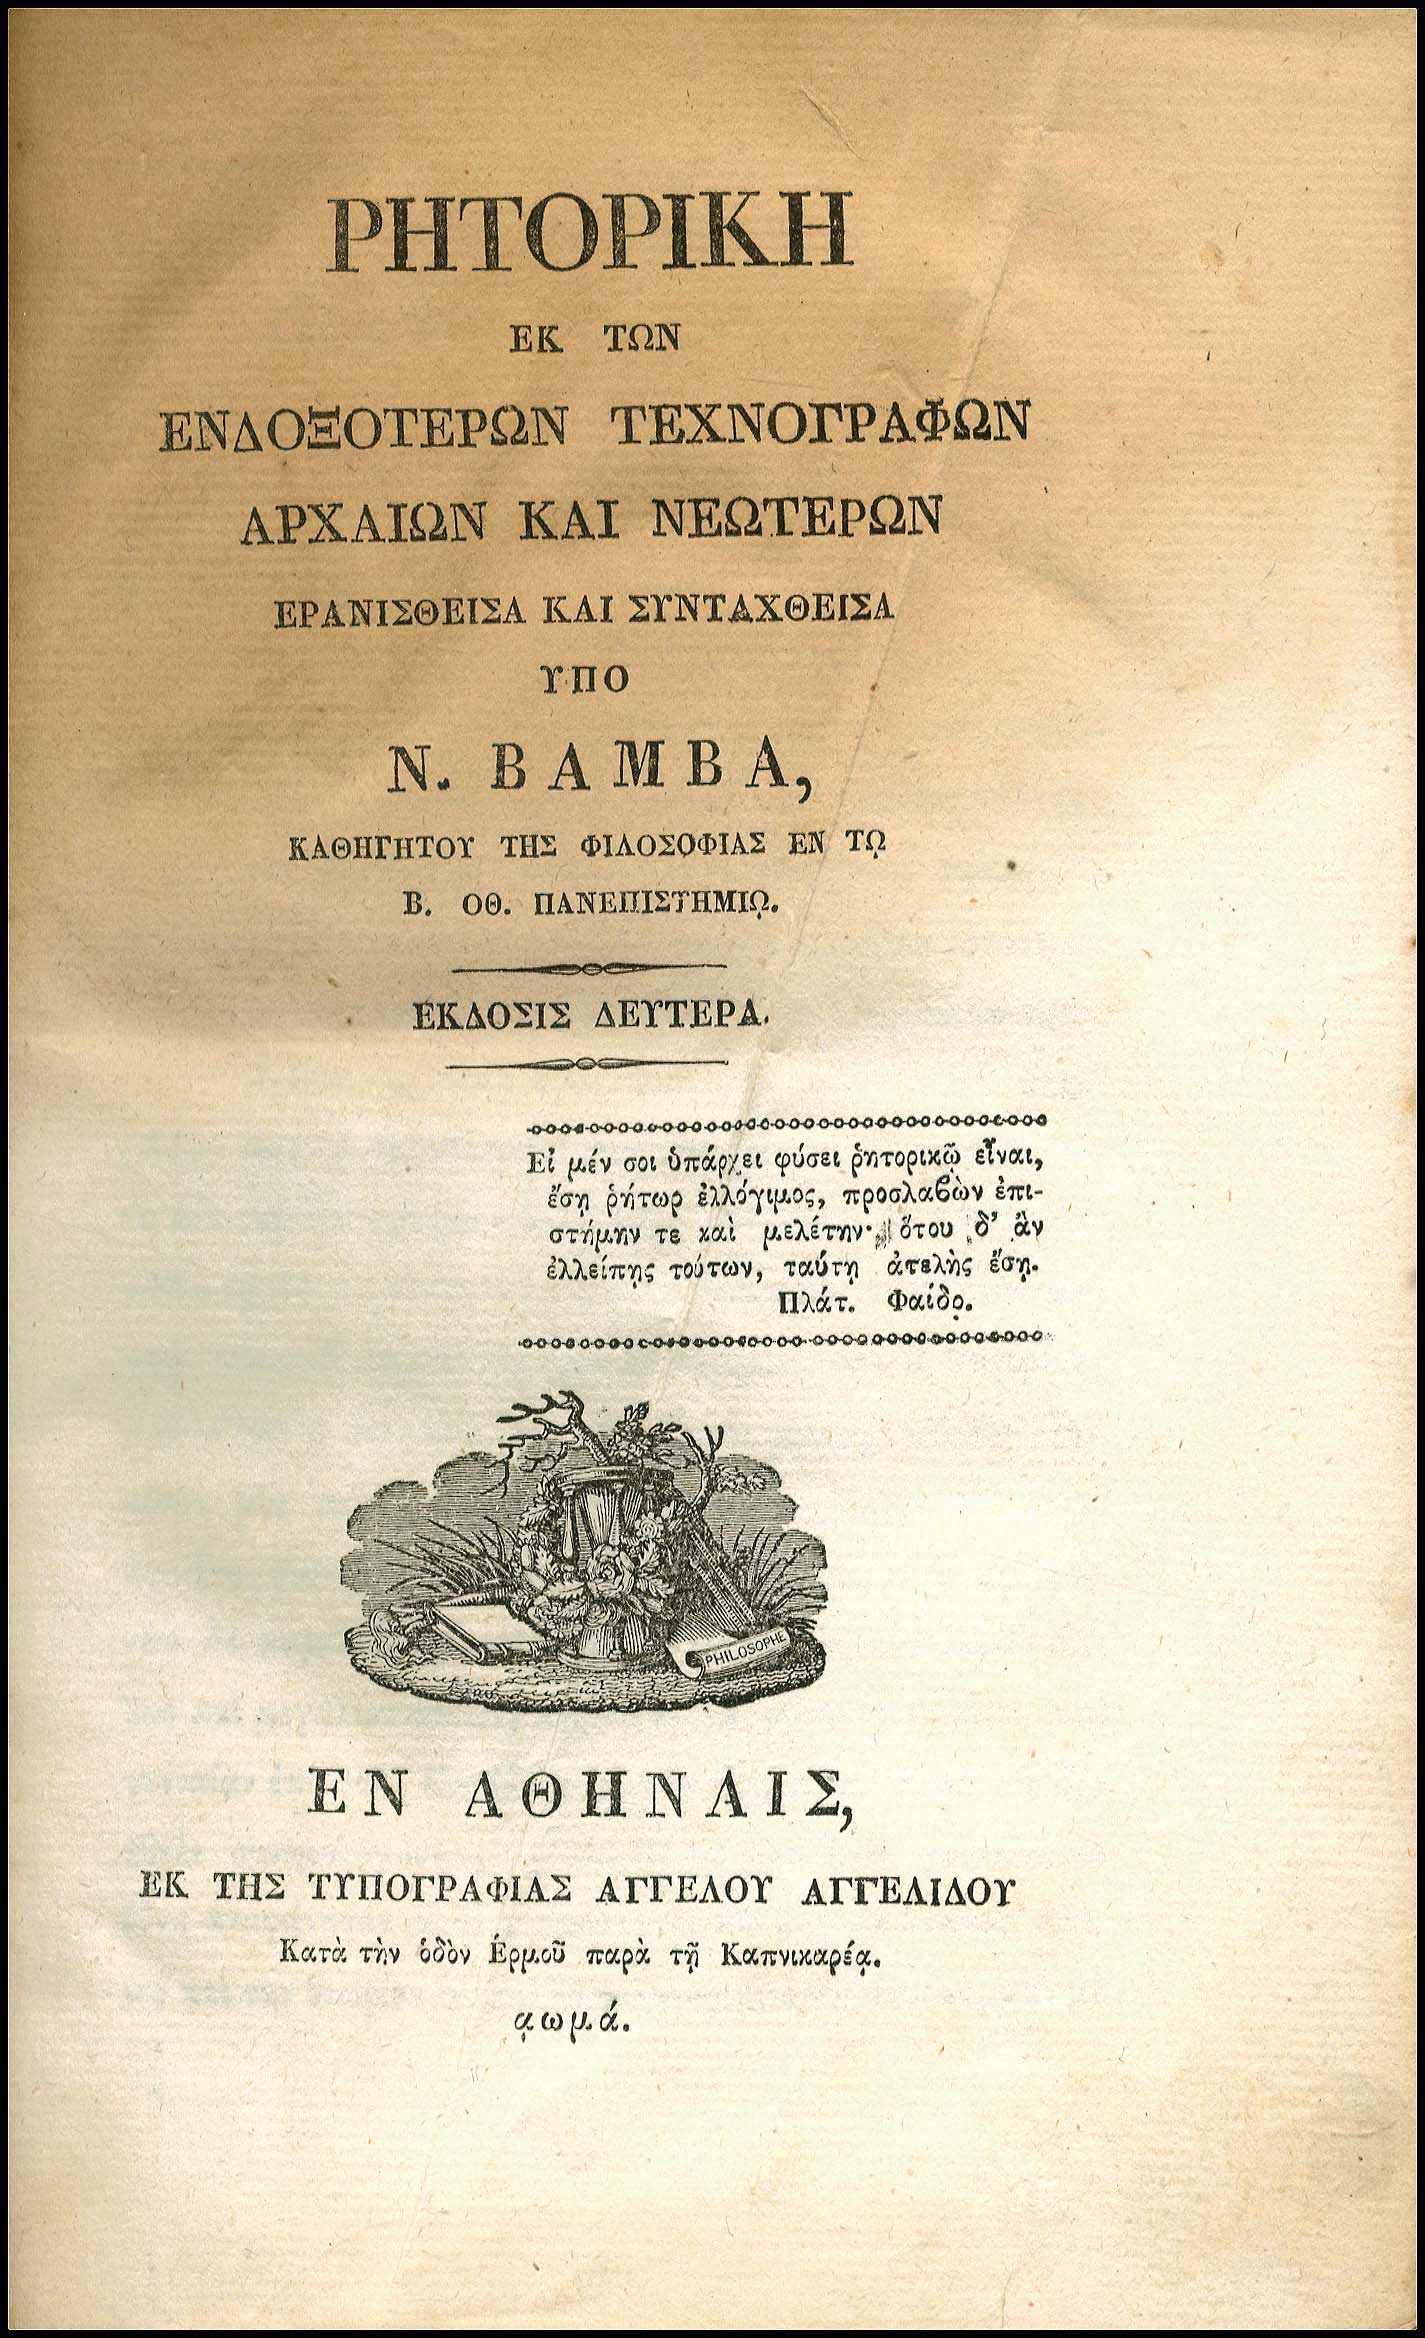 ΡΗΤΟΡΙΚΗ
ΕΚ ΤΩΝ
ΕΝΔΟΞΟΤΕΡΩΝ ΤΕΧΝΟΓΡΑΦΩΝ
ΑΡΧΑΙΩΝ ΚΑΙ ΝΕΩΤΕΡΩΝ
ΕΡΑΝΙΣΘΕΙΣΑ ΚΑΙ ΣΥΝΤΑΧΘΕΙΣΑ
ΥΠΟ
Ν. ΒΑΜΒΑ,
ΚΑΘΗΓΗΤΟΥ ΤΗΣ ΦΙΛΟΣΟΦΙΑΣ ΕΝ Τῼ
Β. ΟΘ. ΠΑΝΕΠΙΣΤΗΜΙῼ.
ΕΚΔΟΣΙΣ ΔΕΥΤΕΡΑ.
Εἰ μέν σοι ὑπάρχει φύσει ῥητορικῷ εἶναι,
ἔσῃ ῥήτωρ ἐλλόγιμος, προσλαϐὼν ἐπι-
στήμην τε καὶ μελέτην· ὅτου δ' ἂν
ἐλλείπῃς τούτων, ταύτῃ ἀτελὴς ἔσῃ.
Πλάτ. Φαίδρ.
PHILOSOPHE
ΕΝ ΑΘΗΝΑΙΣ,
ΕΚ ΤΗΣ ΤΥΠΟΓΡΑΦΙΑΣ ΑΓΓΕΛΟΥ ΑΓΓΕΛΙΔΟΥ
Κατὰ τὴν ὁδὸν Ἑρμοῦ παρὰ τῇ Καπνικαρέᾳ.
͵αωμά.